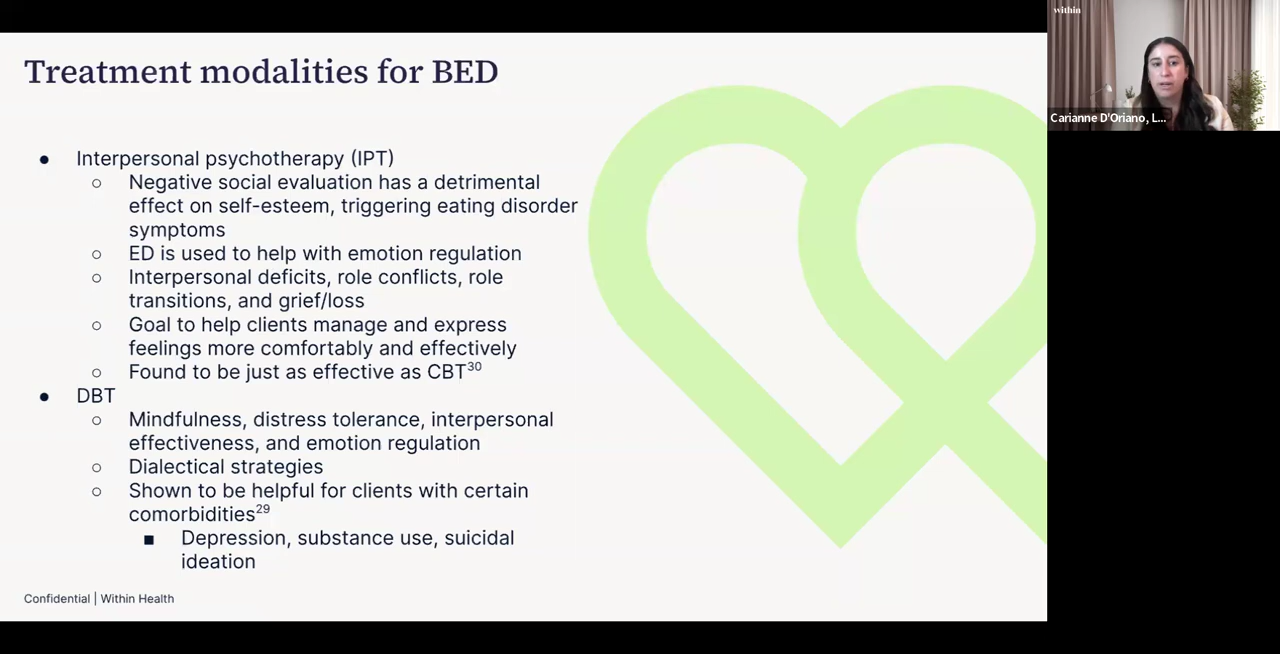 Treatment modalities for BED
● Interpersonal psychotherapy (IPT)
○ Negative social evaluation has a detrimental
effect on self-esteem, triggering eating disorder
symptoms
○ ED is used to help with emotion regulation
○ Interpersonal deficits, role conflicts, role
transitions, and grief/loss
○ Goal to help clients manage and express
feelings more comfortably and effectively
○ Found to be just as effective as CBT30
● DBT
○ Mindfulness, distress tolerance, interpersonal
effectiveness, and emotion regulation
○ Dialectical strategies
○ Shown to be helpful for clients with certain
comorbidities29
■ Depression, substance use, suicidal
ideation
Confidential | Within Health
within
Carianne D'Oriano, L...